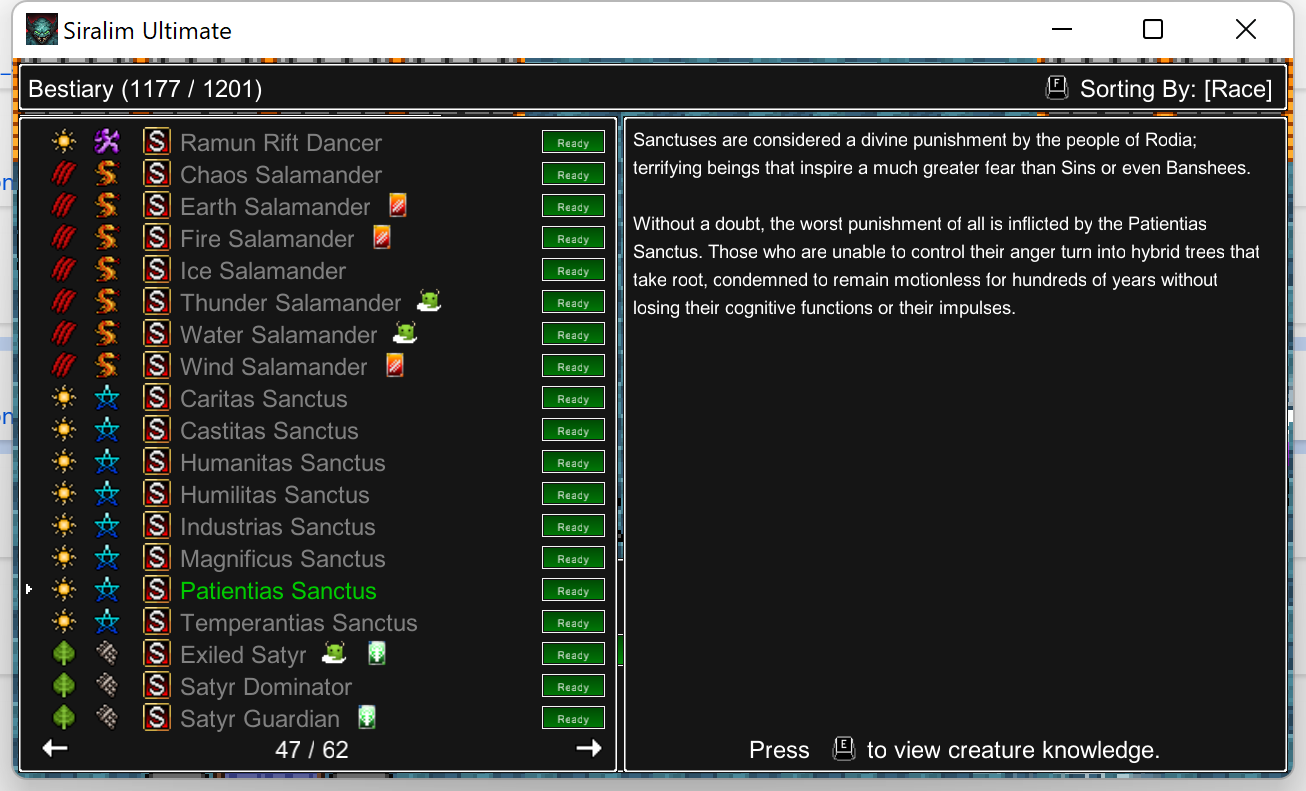 Siralim Ultimate
Bestiary (1177 / 1201)
F Sorting By: [Race]
S Ramun Rift Dancer Ready
S Chaos Salamander Ready
S Earth Salamander Ready
S Fire Salamander Ready
S Ice Salamander Ready
S Thunder Salamander Ready
S Water Salamander Ready
S Wind Salamander Ready
S Caritas Sanctus Ready
S Castitas Sanctus Ready
S Humanitas Sanctus Ready
S Humilitas Sanctus Ready
S Industrias Sanctus Ready
S Magnificus Sanctus Ready
S Patientias Sanctus Ready
S Temperantias Sanctus Ready
S Exiled Satyr Ready
S Satyr Dominator Ready
S Satyr Guardian Ready
47 / 62
Sanctuses are considered a divine punishment by the people of Rodia;
terrifying beings that inspire a much greater fear than Sins or even Banshees.
Without a doubt, the worst punishment of all is inflicted by the Patientias
Sanctus. Those who are unable to control their anger turn into hybrid trees that
take root, condemned to remain motionless for hundreds of years without
losing their cognitive functions or their impulses.
Press E to view creature knowledge.